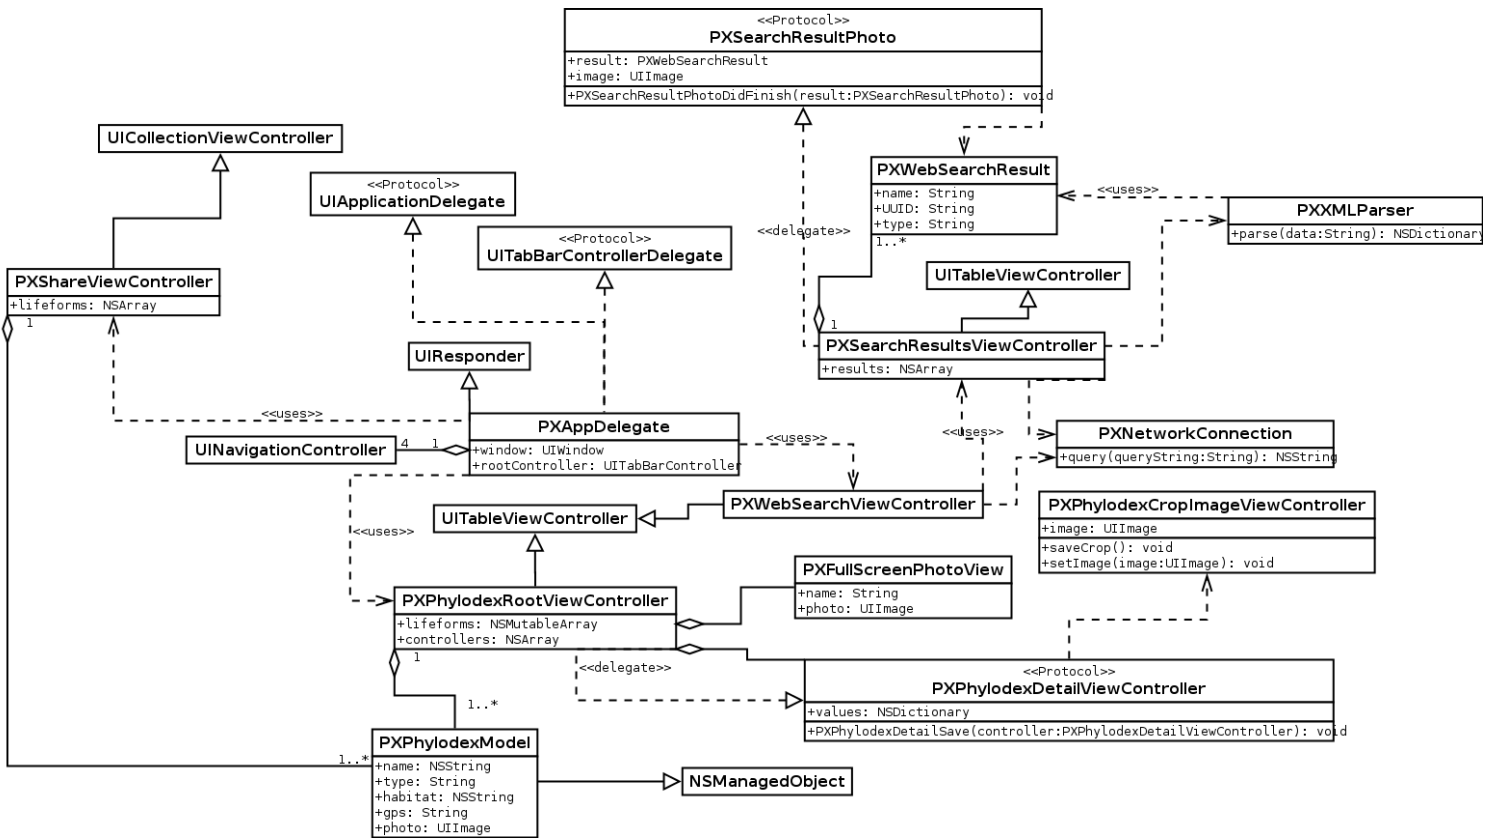 <<Protocol>>
PXSearchResultPhoto
+result: PXWebSearchResult
+image: UIImage
+PXSearchResultPhotoDidFinish(result:PXSearchResultPhoto): void
UICollectionViewController
<<Protocol>>
UIApplicationDelegate
<<Protocol>>
UITabBarControllerDelegate
PXWebSearchResult
+name: String
+UUID: String
+type: String
1..*
<<uses>>
PXXMLParser
+parse(data:String): NSDictionary
<<delegate>>
UITableViewController
PXShareViewController
+lifeforms: NSArray
1
1
PXSearchResultsViewController
+results: NSArray
UIResponder
<<uses>>
PXAppDelegate
+window: UIWindow
+rootController: UITabBarController
UINavigationController
4
1
<<uses>>
<<uses>>
PXNetworkConnection
+query(queryString:String): NSString
PXWebSearchViewController
UITableViewController
<<uses>>
PXPhylodexCropImageViewController
+image: UIImage
+saveCrop(): void
+setImage(image:UIImage): void
PXFullScreenPhotoView
+name: String
+photo: UIImage
PXPhylodexRootViewController
+lifeforms: NSMutableArray
+controllers: NSArray
1
<<delegate>>
<<Protocol>>
PXPhylodexDetailViewController
+values: NSDictionary
+PXPhylodexDetailSave(controller:PXPhylodexDetailViewController): void
1..*
1..*
PXPhylodexModel
+name: NSString
+type: String
+habitat: NSString
+gps: String
+photo: UIImage
NSManagedObject